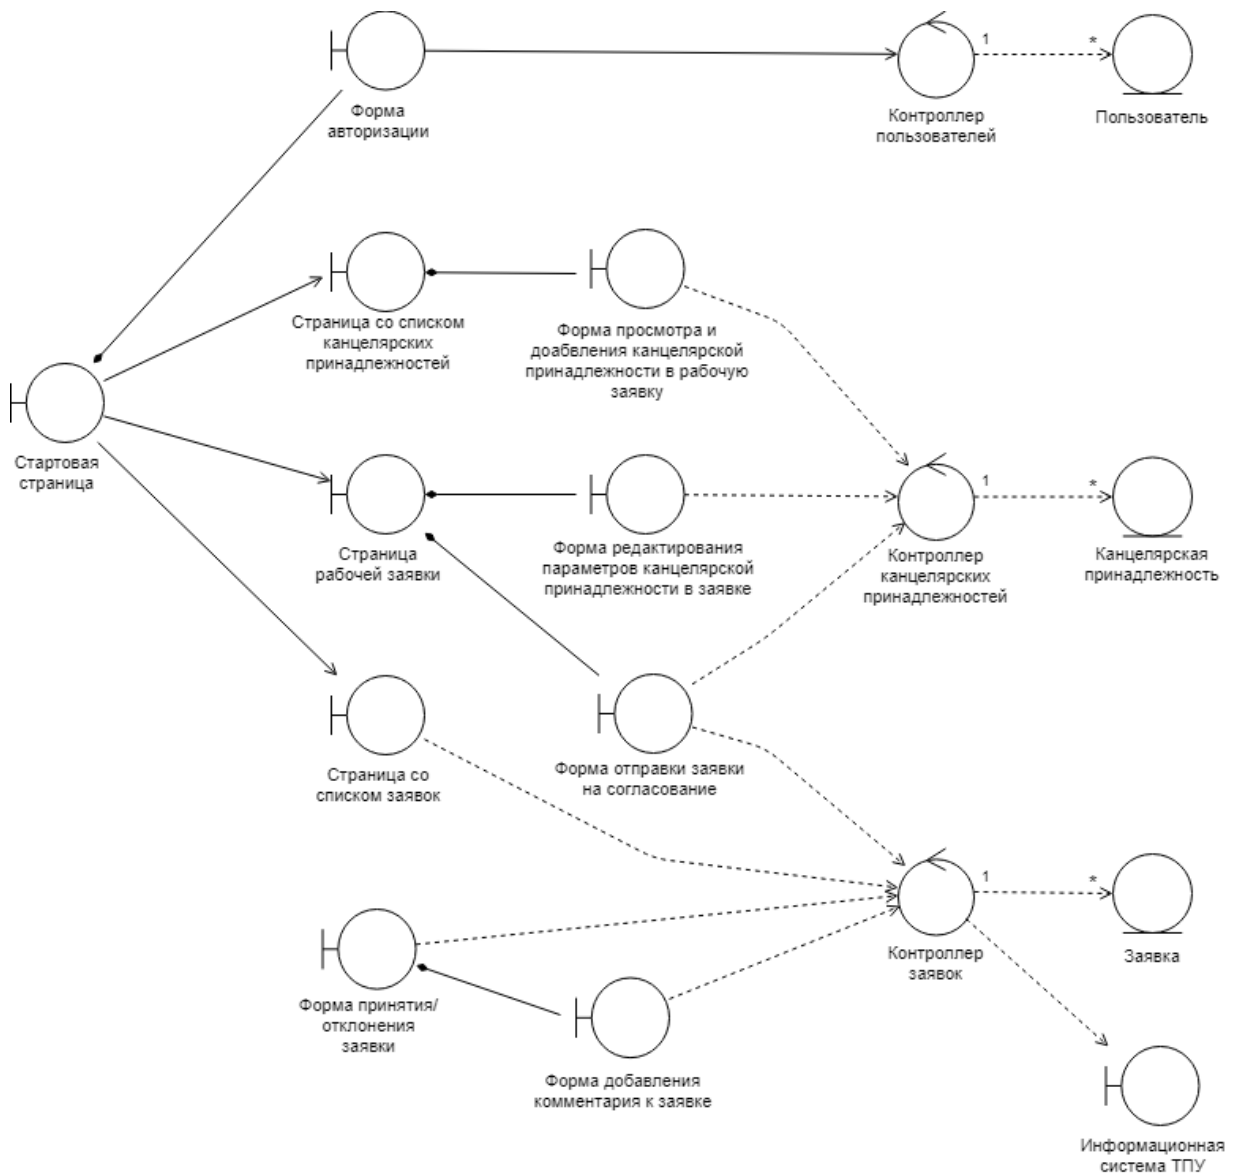 1
*
Форма
авторизации
Контроллер
пользователей
Пользователь
Страница со списком
канцелярских
принадлежностей
Форма просмотра и
доабвления канцелярской
принадлежности в рабочую
заявку
Стартовая
страница
1
*
Страница
рабочей заявки
Форма редактирования
параметров канцелярской
принадлежности в заявке
Контроллер
канцелярских
принадлежностей
Канцелярская
принадлежность
Страница со
списком заявок
Форма отправки заявки
на согласование
1
*
Контроллер
заявок
Заявка
Форма принятия/
отклонения
заявки
Форма добавления
комментария к заявке
Информационная
система ТПУ